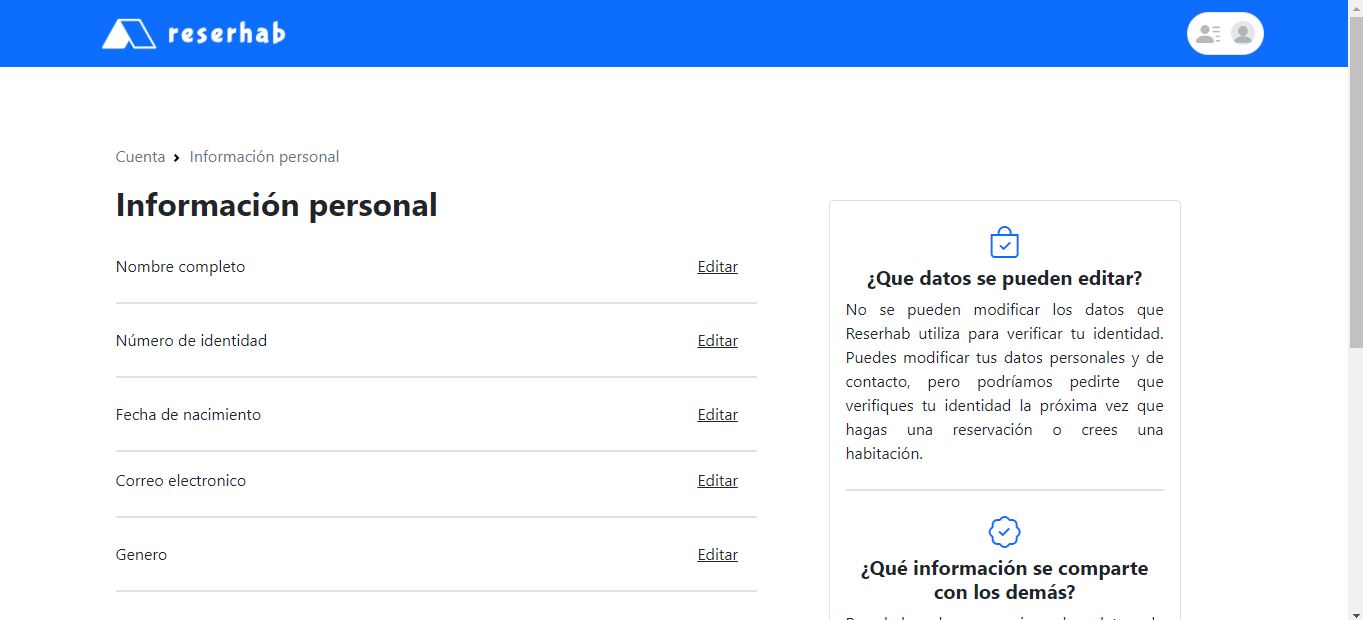 reserhab
Cuenta › Información personal
Información personal
Nombre completo Editar
Número de identidad Editar
Fecha de nacimiento Editar
Correo electronico Editar
Genero Editar
¿Que datos se pueden editar?
No se pueden modificar los datos que
Reserhab utiliza para verificar tu identidad.
Puedes modificar tus datos personales y de
contacto, pero podríamos pedirte que
verifiques tu identidad la próxima vez que
hagas una reservación o crees una
habitación.
¿Qué información se comparte
con los demás?